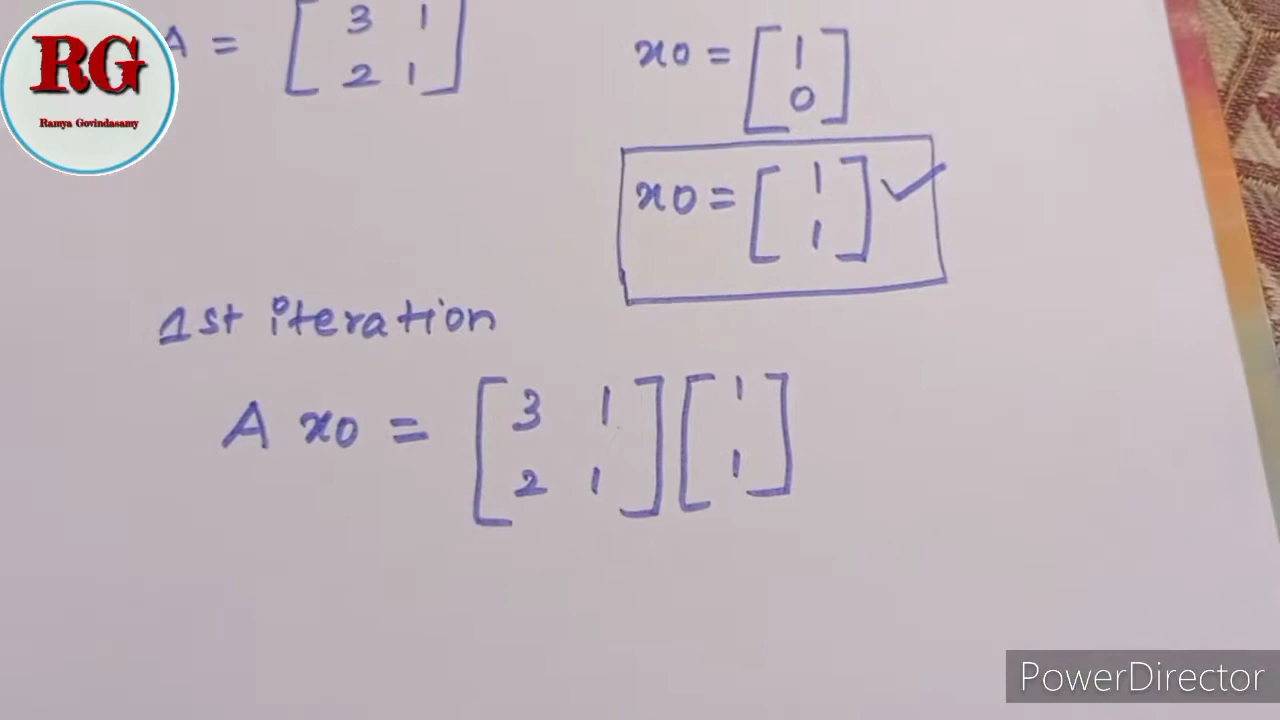 RG
Ramya Govindasamy
A = [ 3 1
2 1 ]
x0 = [ 1
0 ]
x0 = [ 1
1 ] ✓
1st iteration
A x0 = [ 3 1
2 1 ] [ 1
1 ]
PowerDirector